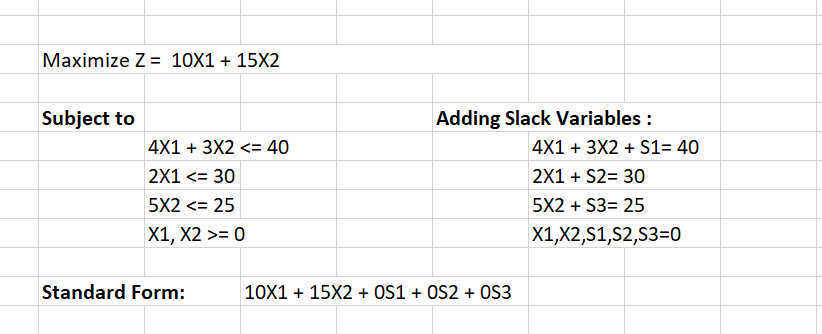 Maximize Z =  10X1 + 15X2
Subject to
Adding Slack Variables :
4X1 + 3X2 <= 40
4X1 + 3X2 + S1= 40
2X1 <= 30
2X1 + S2= 30
5X2 <= 25
5X2 + S3= 25
X1, X2 >= 0
X1,X2,S1,S2,S3=0
Standard Form:
10X1 + 15X2 + 0S1 + 0S2 + 0S3